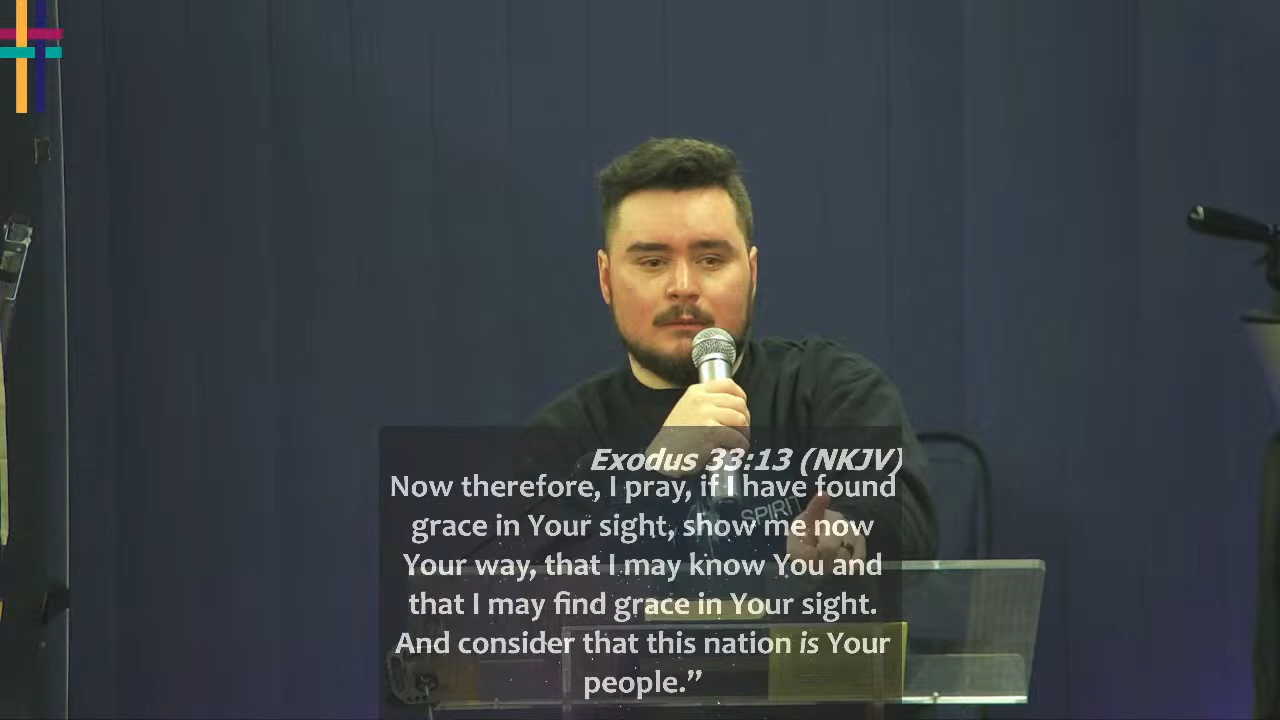 Exodus 33:13 (NKJV)
Now therefore, I pray, if I have found
grace in Your sight, show me now
Your way, that I may know You and
that I may find grace in Your sight.
And consider that this nation is Your
people.”
SPIRIT